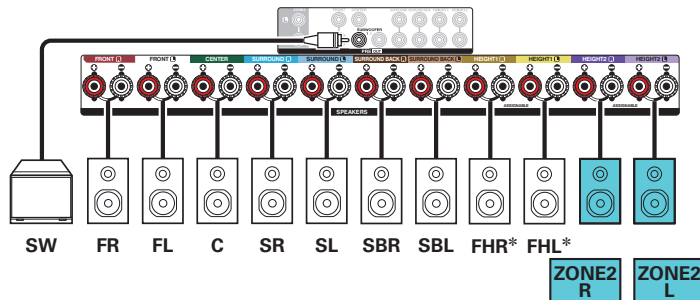 SUBWOOFER
PRE OUT
FRONT R FRONT L CENTER SURROUND R SURROUND L SURROUND BACK R SURROUND BACK L HEIGHT1 R HEIGHT1 L HEIGHT2 R HEIGHT2 L
ASSIGNABLE ASSIGNABLE
SPEAKERS
SW FR FL C SR SL SBR SBL FHR* FHL*
ZONE2 ZONE2
R L